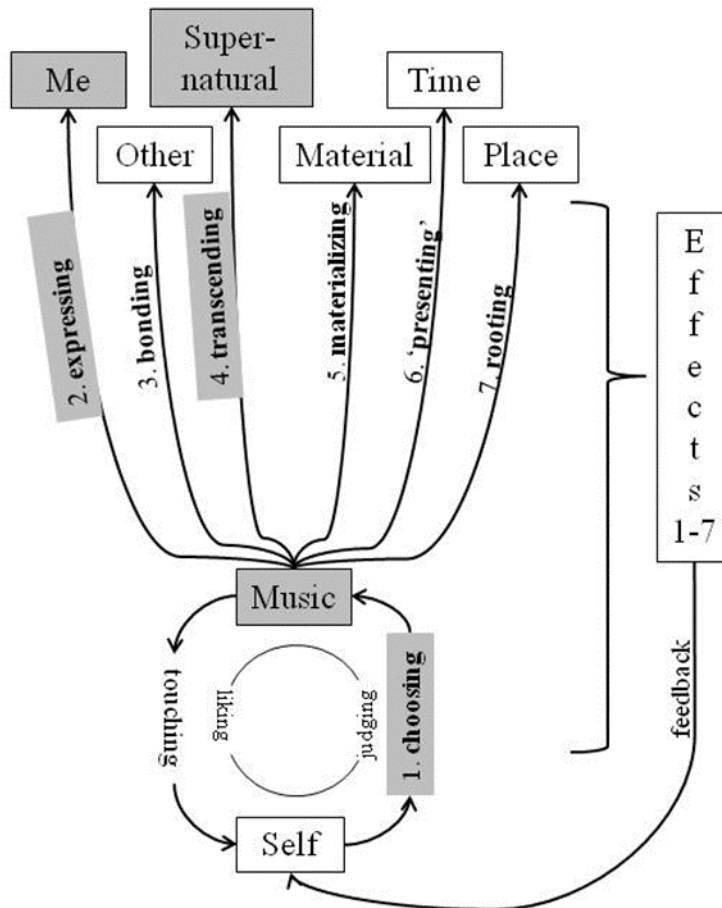 Super-
natural
Me
Time
Other
Material
Place
2. expressing
3. bonding
4. transcending
5. materializing
6. ‘presenting’
7. rooting
E
f
f
e
c
t
s
1-7
Music
touching
liking
judging
1. choosing
feedback
Self